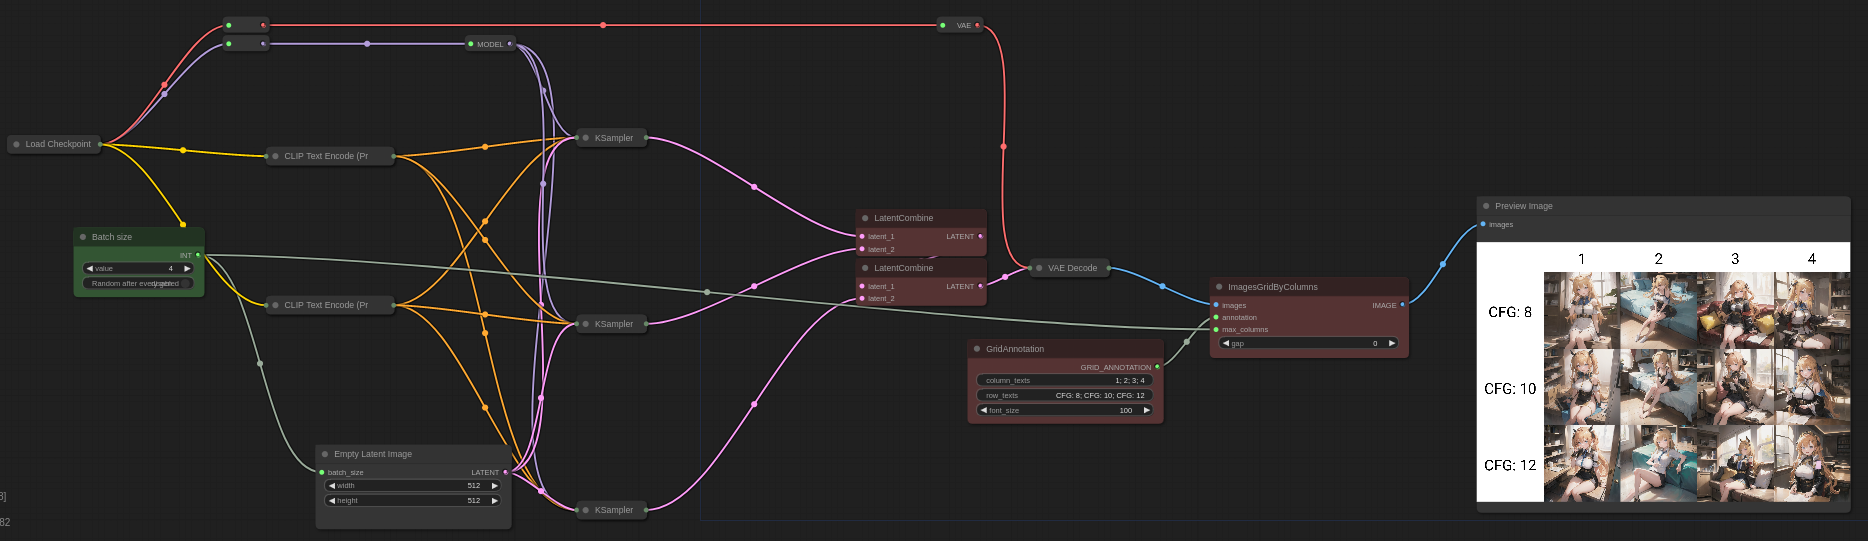 VAE
MODEL
Load Checkpoint
KSampler
CLIP Text Encode (Pr
Batch size
INT
value 4
Random after every
CLIP Text Encode (Pr
KSampler
LatentCombine
latent_1 LATENT
latent_2
LatentCombine
latent_1 LATENT
latent_2
VAE Decode
ImagesGridByColumns
images IMAGE
annotation
max_columns
gap 0
GridAnnotation
GRID_ANNOTATION
column_texts 1; 2; 3; 4
row_texts CFG: 8; CFG: 10; CFG: 12
font_size 100
Empty Latent Image
batch_size LATENT
width 512
height 512
KSampler
Preview Image
images
1 2 3 4
CFG: 8
CFG: 10
CFG: 12
3]
82